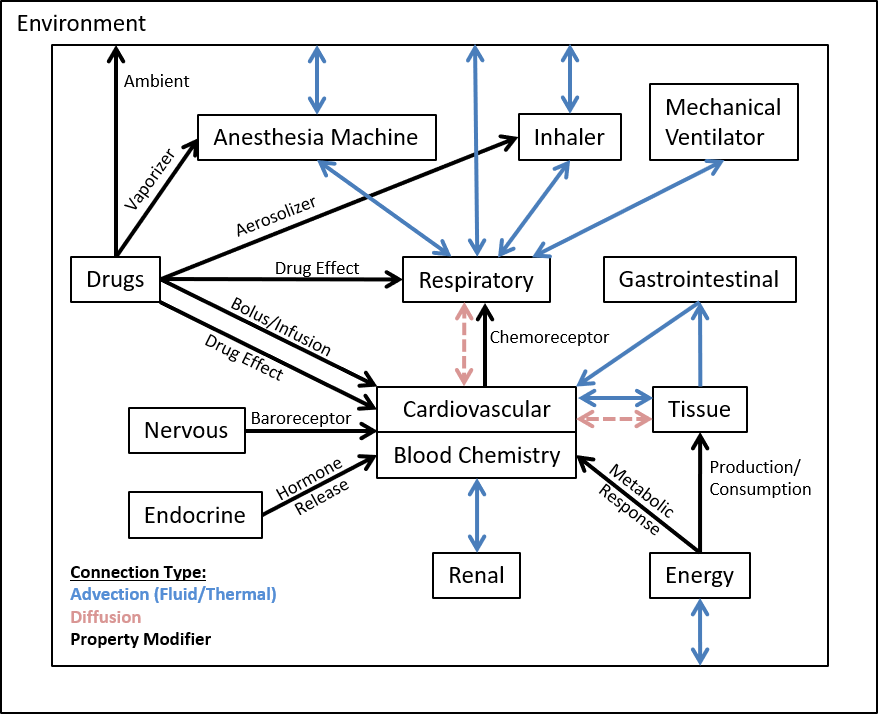 Environment
Ambient
Mechanical
Ventilator
Anesthesia Machine
Inhaler
Vaporizer
Aerosolizer
Drugs
Drug Effect
Respiratory
Gastrointestinal
Bolus/Infusion
Drug Effect
Chemoreceptor
Cardiovascular
Tissue
Nervous
Baroreceptor
Blood Chemistry
Hormone
Release
Metabolic
Response
Production/
Consumption
Endocrine
Renal
Energy
Connection Type:
Advection (Fluid/Thermal)
Diffusion
Property Modifier